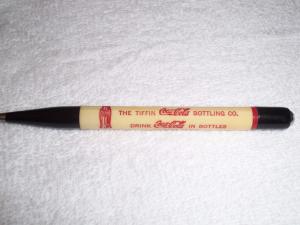 THE TIFFIN Coca-Cola BOTTLING CO.
DRINK Coca-Cola IN BOTTLES